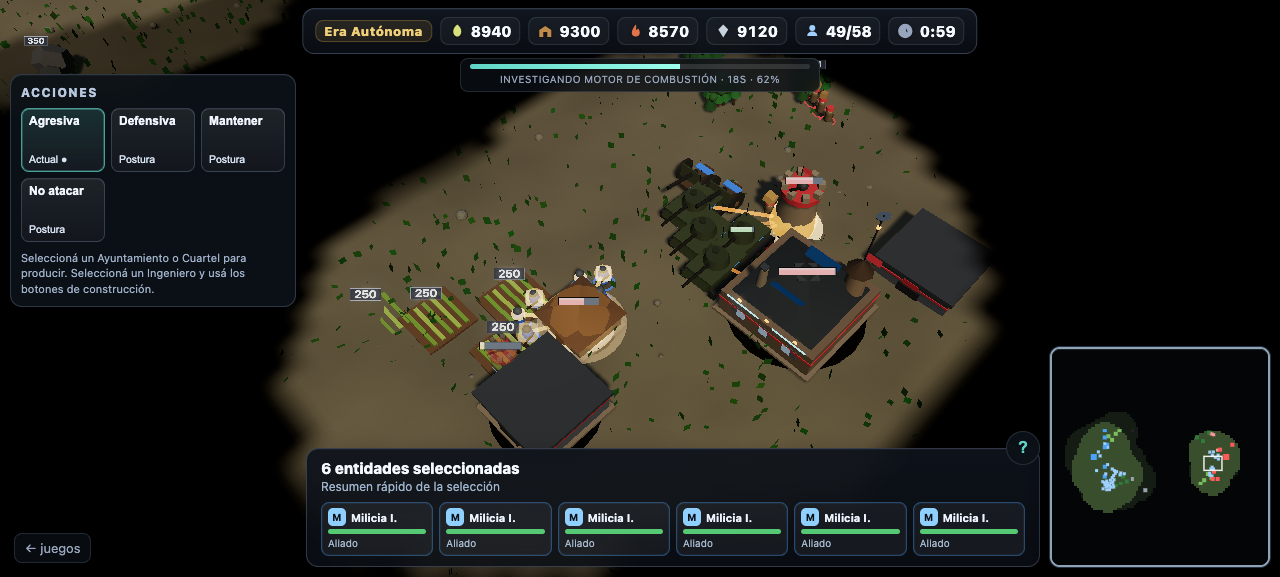 Era Autónoma 8940 9300 8570 9120 49/58 0:59
INVESTIGANDO MOTOR DE COMBUSTIÓN · 18S · 62%
350
ACCIONES
Agresiva
Actual ●
Defensiva
Postura
Mantener
Postura
No atacar
Postura
Seleccioná un Ayuntamiento o Cuartel para
producir. Seleccioná un Ingeniero y usá los
botones de construcción.
250
250
250
250
?
6 entidades seleccionadas
Resumen rápido de la selección
M Milicia I.
Aliado
M Milicia I.
Aliado
M Milicia I.
Aliado
M Milicia I.
Aliado
M Milicia I.
Aliado
M Milicia I.
Aliado
← juegos